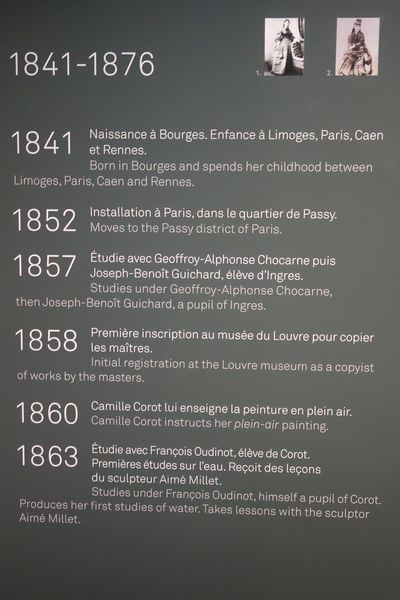 1.
2.
1841-1876
1841 Naissance à Bourges. Enfance à Limoges, Paris, Caen
et Rennes.
Born in Bourges and spends her childhood between
Limoges, Paris, Caen and Rennes.
1852 Installation à Paris, dans le quartier de Passy.
Moves to the Passy district of Paris.
1857 Étudie avec Geoffroy-Alphonse Chocarne puis
Joseph-Benoît Guichard, élève d'Ingres.
Studies under Geoffroy-Alphonse Chocarne,
then Joseph-Benoît Guichard, a pupil of Ingres.
1858 Première inscription au musée du Louvre pour copier
les maîtres.
Initial registration at the Louvre museum as a copyist
of works by the masters.
1860 Camille Corot lui enseigne la peinture en plein air.
Camille Corot instructs her plein-air painting.
1863 Étudie avec François Oudinot, élève de Corot.
Premières études sur l'eau. Reçoit des leçons
du sculpteur Aimé Millet.
Studies under François Oudinot, himself a pupil of Corot.
Produces her first studies of water. Takes lessons with the sculptor
Aimé Millet.